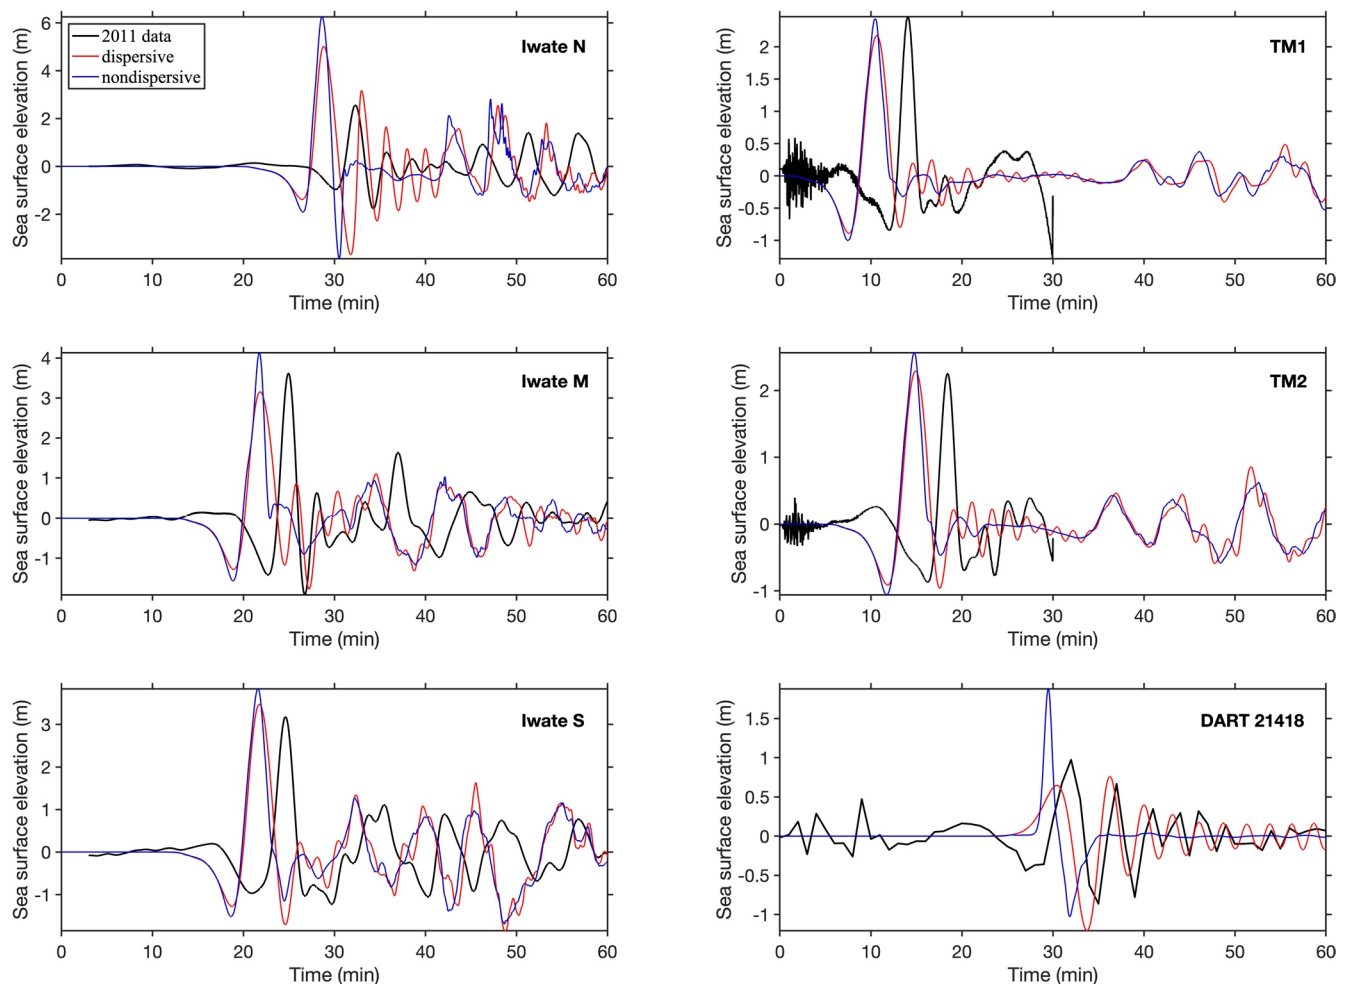 Iwate N
2011 data
dispersive
nondispersive
Sea surface elevation (m)
6
4
2
0
-2
0 10 20 30 40 50 60
Time (min)
TM1
Sea surface elevation (m)
2
1.5
1
0.5
0
-0.5
-1
0 10 20 30 40 50 60
Time (min)
Iwate M
Sea surface elevation (m)
4
3
2
1
0
-1
0 10 20 30 40 50 60
Time (min)
TM2
Sea surface elevation (m)
2
1
0
-1
0 10 20 30 40 50 60
Time (min)
Iwate S
Sea surface elevation (m)
3
2
1
0
-1
0 10 20 30 40 50 60
Time (min)
DART 21418
Sea surface elevation (m)
1.5
1
0.5
0
-0.5
-1
0 10 20 30 40 50 60
Time (min)